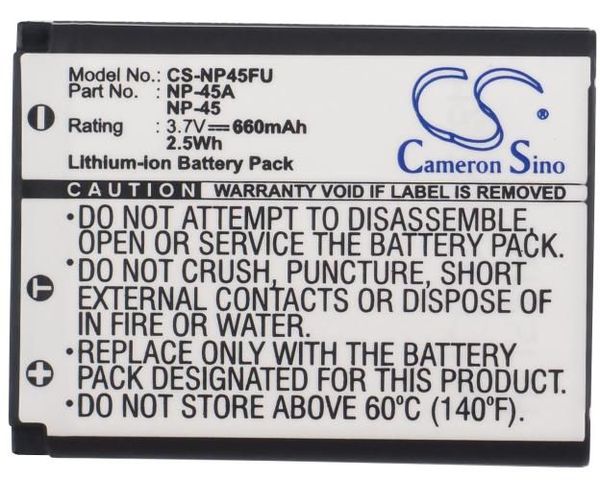 Model No.: CS-NP45FU
Part No. : NP-45A
NP-45
Rating : 3.7V 660mAh
2.5Wh
Lithium-ion Battery Pack
CS
Cameron Sino
CAUTION WARRANTY VOID IF LABEL IS REMOVED
•DO NOT ATTEMPT TO DISASSEMBLE,
OPEN OR SERVICE THE BATTERY PACK.
•DO NOT CRUSH, PUNCTURE, SHORT
EXTERNAL CONTACTS OR DISPOSE OF
IN FIRE OR WATER.
•REPLACE ONLY WITH THE BATTERY
PACK DESIGNATED FOR THIS PRODUCT.
•DO NOT STORE ABOVE 60°C (140°F).
- T +